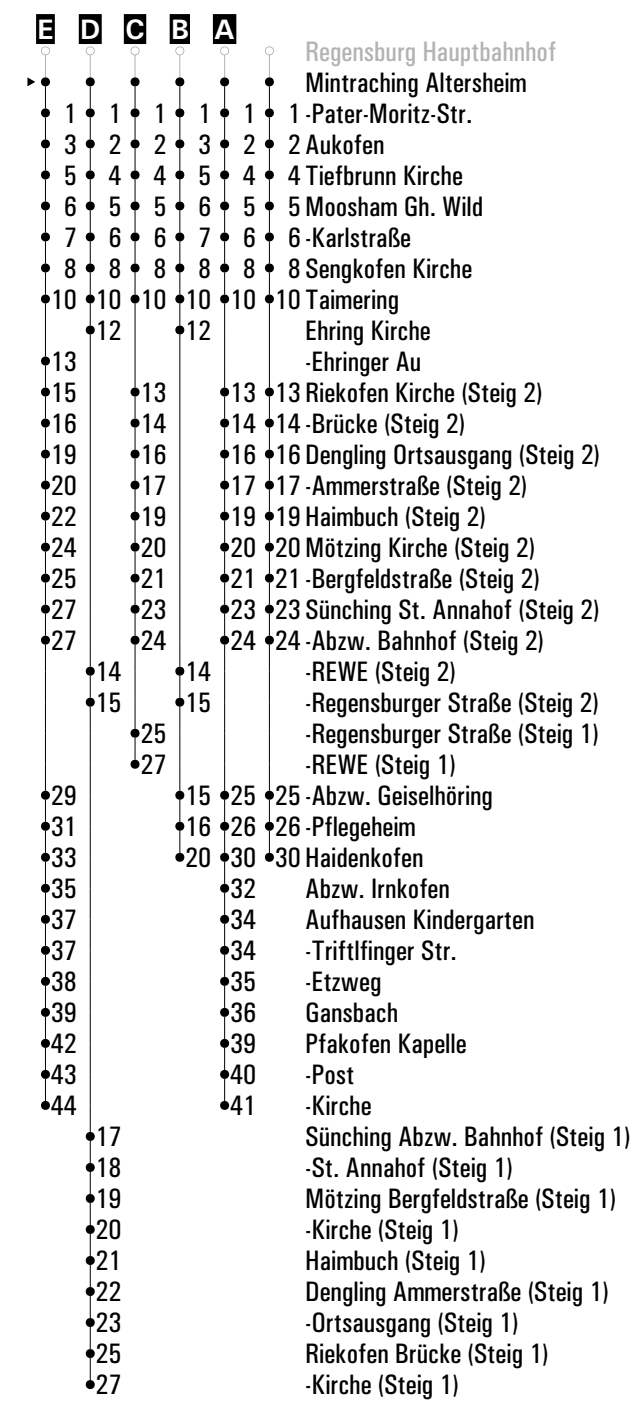 E D C B A
Regensburg Hauptbahnhof
Mintraching Altersheim
1 1 1 1 1 1 -Pater-Moritz-Str.
3 2 2 3 2 2 Aukofen
5 4 4 5 4 4 Tiefbrunn Kirche
6 5 5 6 5 5 Moosham Gh. Wild
7 6 6 7 6 6 -Karlstraße
8 8 8 8 8 8 Sengkofen Kirche
10 10 10 10 10 10 Taimering
12 12 Ehring Kirche
13 -Ehringer Au
15 13 13 13 Riekofen Kirche (Steig 2)
16 14 14 14 -Brücke (Steig 2)
19 16 16 16 Dengling Ortsausgang (Steig 2)
20 17 17 17 -Ammerstraße (Steig 2)
22 19 19 19 Haimbuch (Steig 2)
24 20 20 20 Mötzing Kirche (Steig 2)
25 21 21 21 -Bergfeldstraße (Steig 2)
27 23 23 23 Sünching St. Annahof (Steig 2)
27 24 24 24 -Abzw. Bahnhof (Steig 2)
14 14 -REWE (Steig 2)
15 15 -Regensburger Straße (Steig 2)
25 -Regensburger Straße (Steig 1)
27 -REWE (Steig 1)
29 15 25 25 -Abzw. Geiselhöring
31 16 26 26 -Pflegeheim
33 20 30 30 Haidenkofen
35 32 Abzw. Irnkofen
37 34 Aufhausen Kindergarten
37 34 -Triftlfinger Str.
38 35 -Etzweg
39 36 Gansbach
42 39 Pfakofen Kapelle
43 40 -Post
44 41 -Kirche
17 Sünching Abzw. Bahnhof (Steig 1)
18 -St. Annahof (Steig 1)
19 Mötzing Bergfeldstraße (Steig 1)
20 -Kirche (Steig 1)
21 Haimbuch (Steig 1)
22 Dengling Ammerstraße (Steig 1)
23 -Ortsausgang (Steig 1)
25 Riekofen Brücke (Steig 1)
27 -Kirche (Steig 1)